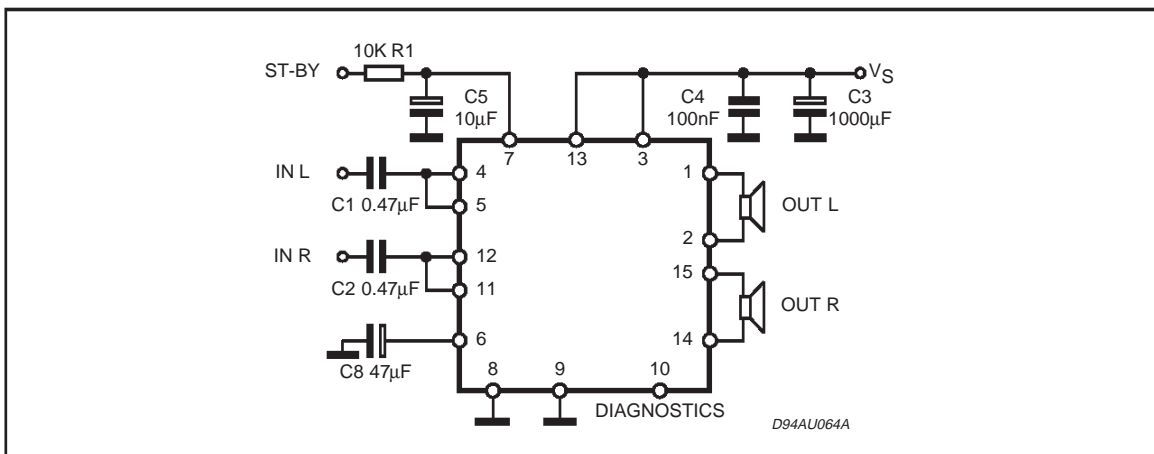 10K R1
ST-BY
C5
10µF
C4
100nF
VS
C3
1000µF
7
13
3
IN L
4
C1 0.47µF
5
1
OUT L
2
IN R
12
C2 0.47µF
11
15
OUT R
14
6
C8 47µF
8
9
10
DIAGNOSTICS
D94AU064A